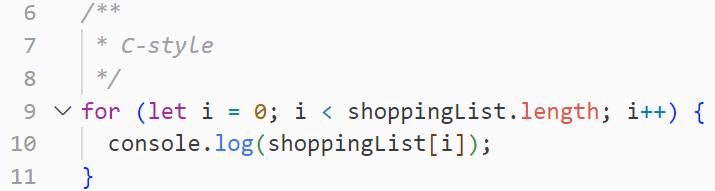 6 /**
7  * C-style
8  */
9 for (let i = 0; i < shoppingList.length; i++) {
10   console.log(shoppingList[i]);
11 }